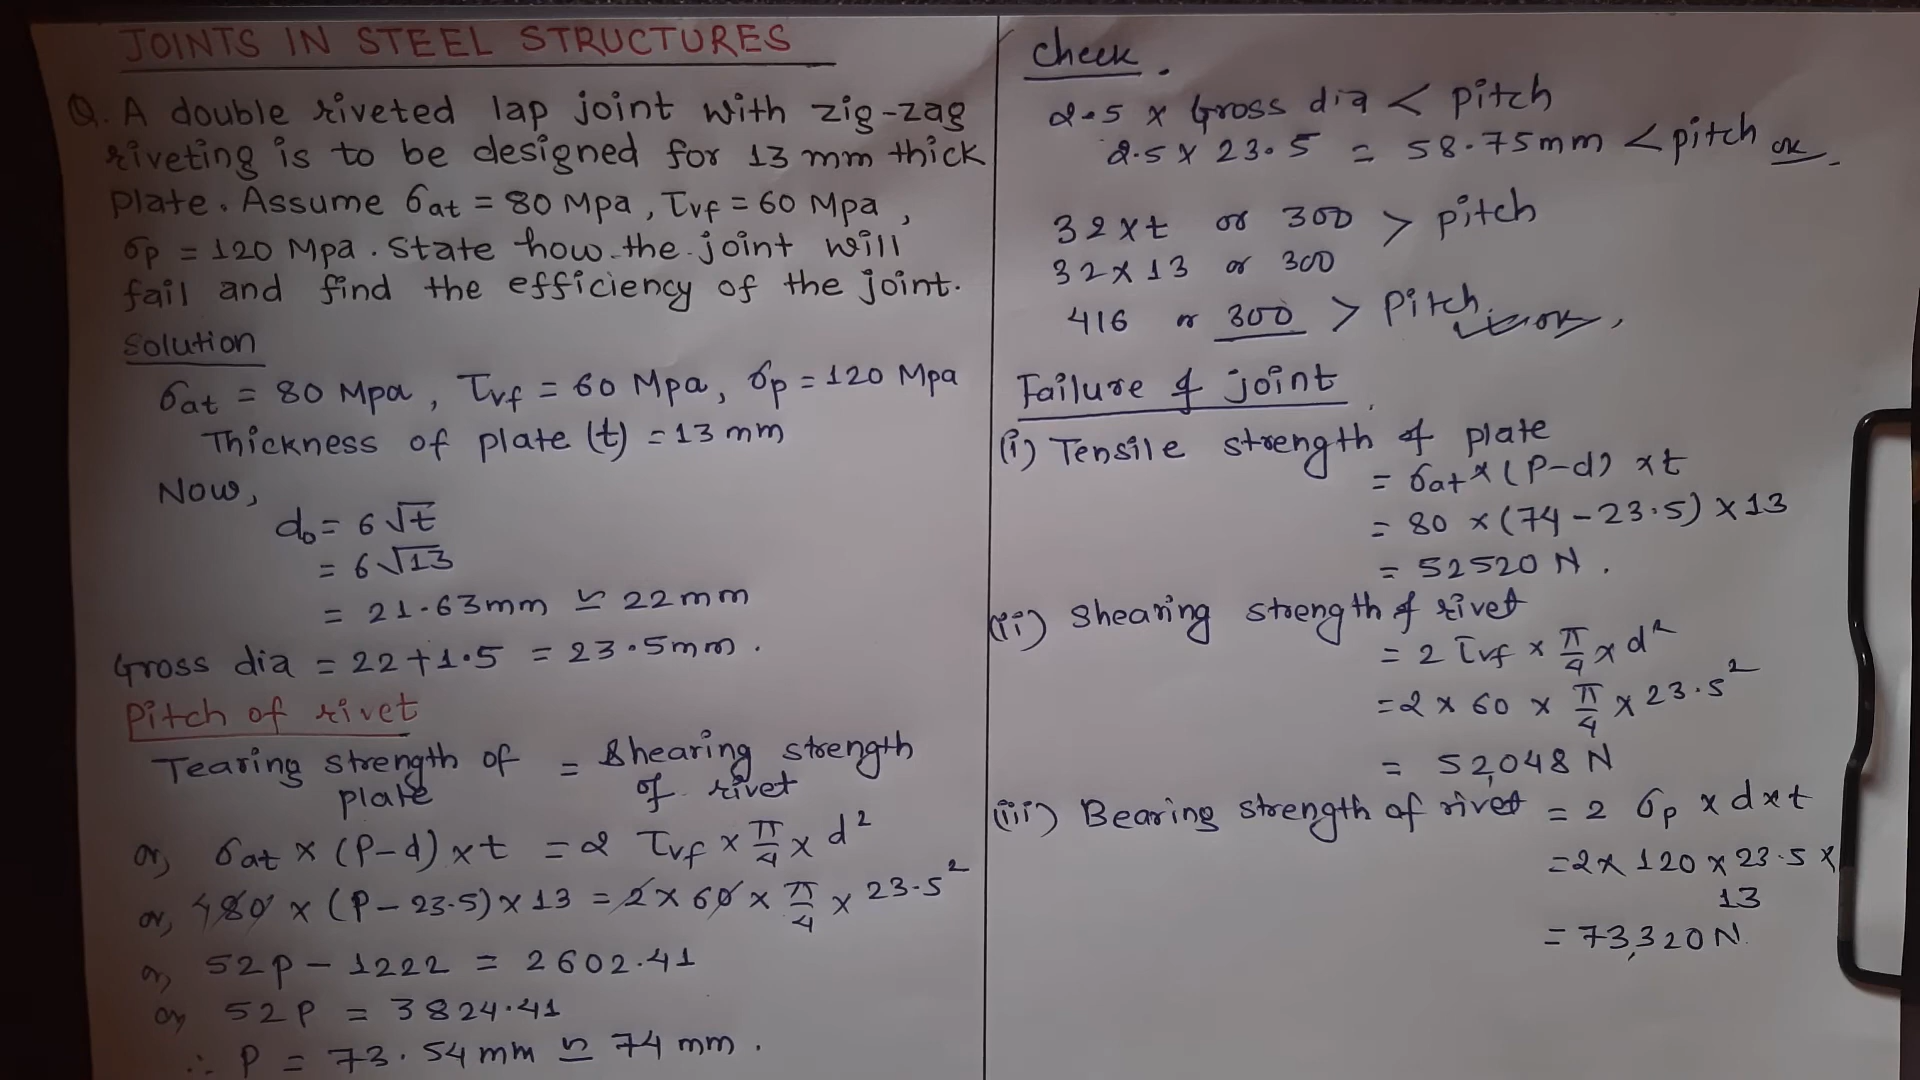 JOINTS IN STEEL STRUCTURES
Q. A double riveted lap joint with zig-zag
riveting is to be designed for 13 mm thick
plate. Assume σat = 80 Mpa, τvf = 60 Mpa,
σp = 120 Mpa. State how the joint will
fail and find the efficiency of the joint.
Solution
σat = 80 Mpa, τvf = 60 Mpa, σp = 120 Mpa
Thickness of plate (t) = 13 mm
Now,
d₀ = 6√t
= 6√13
= 21.63mm ≃ 22mm
Gross dia = 22+1.5 = 23.5mm.
Pitch of rivet
Tearing strength of plate = Shearing strength of rivet
or, σat × (P-d) × t = 2 τvf × π/4 × d²
or, 480 × (P - 23.5) × 13 = 2 × 60 × π/4 × 23.5²
or, 52P - 1222 = 2602.41
or, 52P = 3824.41
∴ P = 73.54mm ≃ 74 mm.
Check.
2.5 × Gross dia < pitch
2.5 × 23.5 = 58.75mm < pitch ok.
32×t or 300 > pitch
32×13 or 300
416 or 300 > Pitch. ok,
Failure of joint
(i) Tensile strength of plate
= σat × (P-d) × t
= 80 × (74 - 23.5) × 13
= 52520 N.
(ii) Shearing strength of rivet
= 2 τvf × π/4 × d²
= 2 × 60 × π/4 × 23.5²
= 52,048 N
(iii) Bearing strength of rivet = 2 σp × d×t
= 2× 120 × 23.5 ×
13
= 73,320 N.